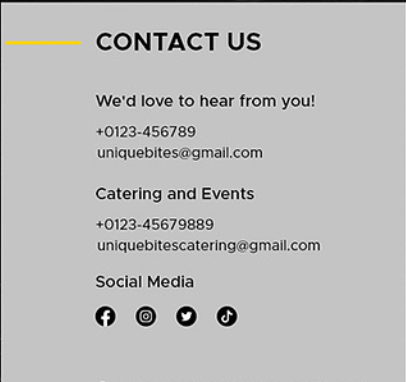 CONTACT US
We'd love to hear from you!
+0123-456789
uniquebites@gmail.com
Catering and Events
+0123-45679889
uniquebitescatering@gmail.com
Social Media